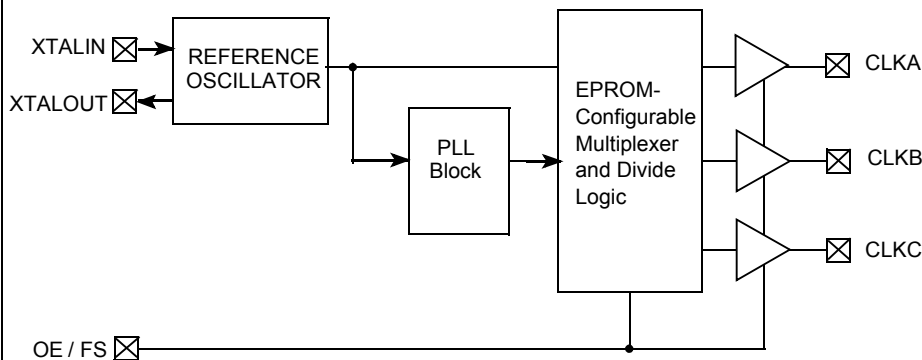 XTALIN
XTALOUT
REFERENCE
OSCILLATOR
PLL
Block
EPROM-
Configurable
Multiplexer
and Divide
Logic
CLKA
CLKB
CLKC
OE / FS